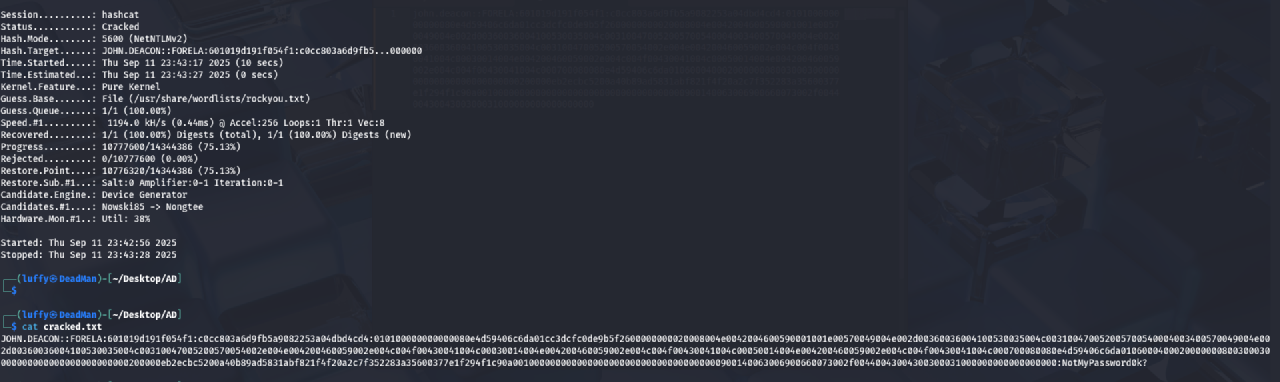 Session..........: hashcat
Status...........: Cracked
Hash.Mode........: 5600 (NetNTLMv2)
Hash.Target......: JOHN.DEACON::FORELA:601019d191f054f1:c0cc803a6d9fb5...000000
Time.Started.....: Thu Sep 11 23:43:17 2025 (10 secs)
Time.Estimated...: Thu Sep 11 23:43:27 2025 (0 secs)
Kernel.Feature...: Pure Kernel
Guess.Base.......: File (/usr/share/wordlists/rockyou.txt)
Guess.Queue......: 1/1 (100.00%)
Speed.#1.........: 1194.0 kH/s (0.44ms) @ Accel:256 Loops:1 Thr:1 Vec:8
Recovered........: 1/1 (100.00%) Digests (total), 1/1 (100.00%) Digests (new)
Progress.........: 10777600/14344386 (75.13%)
Rejected.........: 0/10777600 (0.00%)
Restore.Point....: 10776320/14344386 (75.13%)
Restore.Sub.#1...: Salt:0 Amplifier:0-1 Iteration:0-1
Candidate.Engine.: Device Generator
Candidates.#1....: Nowski85 -> Nongtee
Hardware.Mon.#1..: Util: 38%
Started: Thu Sep 11 23:42:56 2025
Stopped: Thu Sep 11 23:43:28 2025
┌──(luffy㉿DeadMan)-[~/Desktop/AD]
└─$
┌──(luffy㉿DeadMan)-[~/Desktop/AD]
└─$ cat cracked.txt
JOHN.DEACON::FORELA:601019d191f054f1:c0cc803a6d9fb5a9082253a04dbd4cd4:
:NotMyPassword0k?